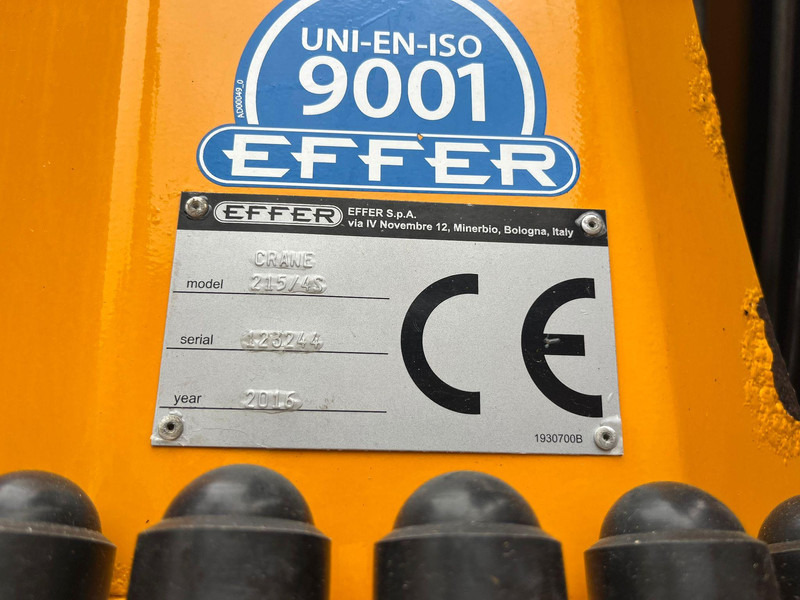 UNI-EN-ISO
9001
AD00049_0
EFFER
EFFER
EFFER S.p.A.
via IV Novembre 12, Minerbio, Bologna, Italy
CRANE
model 215/4S
serial 123244
year 2016
CE
1930700B